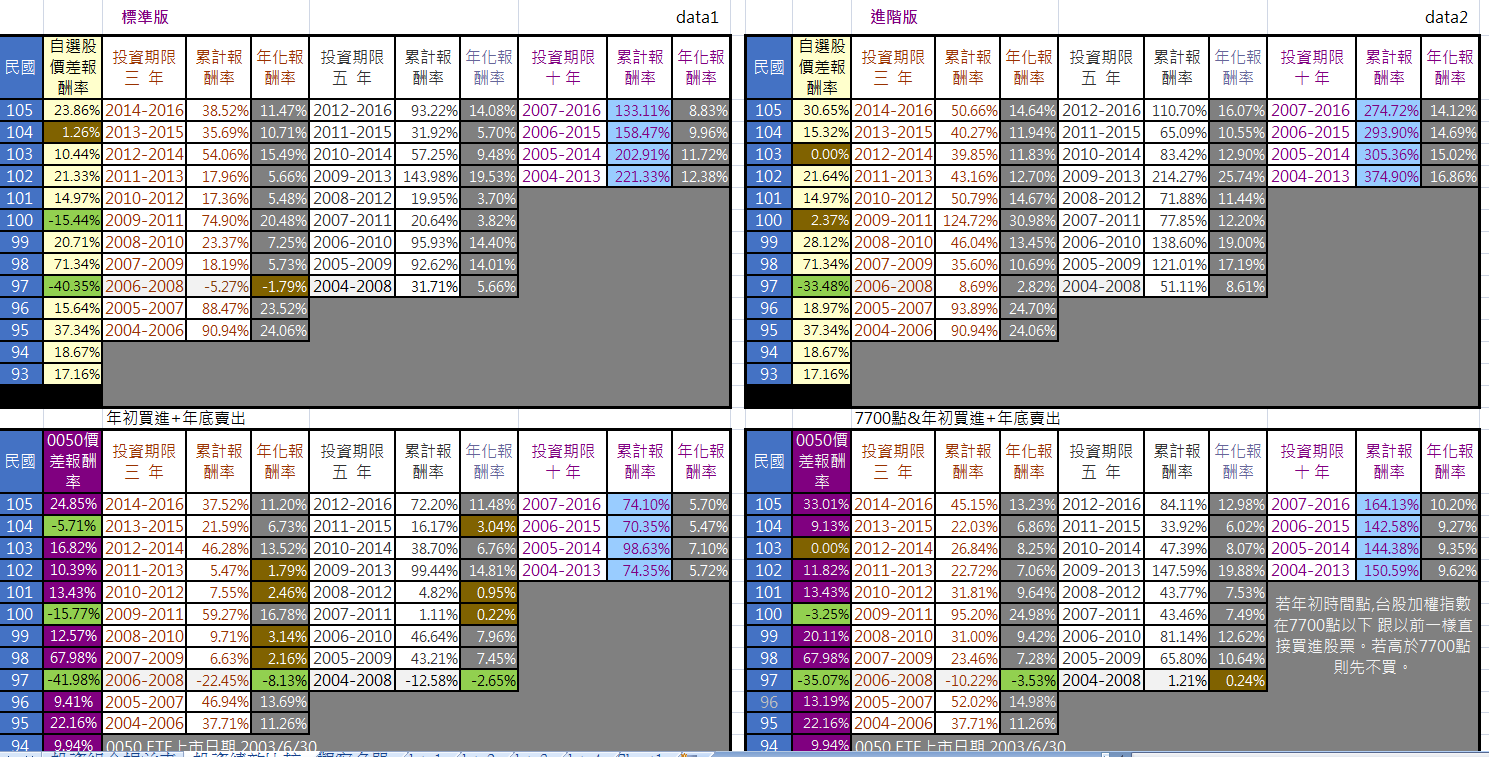 標準版 data1
民國 自選股價差報酬率 投資期限三 年 累計報酬率 年化報酬率 投資期限五 年 累計報酬率 年化報酬率 投資期限十 年 累計報酬率 年化報酬率
105 23.86% 2014-2016 38.52% 11.47% 2012-2016 93.22% 14.08% 2007-2016 133.11% 8.83%
104 1.26% 2013-2015 35.69% 10.71% 2011-2015 31.92% 5.70% 2006-2015 158.47% 9.96%
103 10.44% 2012-2014 54.06% 15.49% 2010-2014 57.25% 9.48% 2005-2014 202.91% 11.72%
102 21.33% 2011-2013 17.96% 5.66% 2009-2013 143.98% 19.53% 2004-2013 221.33% 12.38%
101 14.97% 2010-2012 17.36% 5.48% 2008-2012 19.95% 3.70%
100 -15.44% 2009-2011 74.90% 20.48% 2007-2011 20.64% 3.82%
99 20.71% 2008-2010 23.37% 7.25% 2006-2010 95.93% 14.40%
98 71.34% 2007-2009 18.19% 5.73% 2005-2009 92.62% 14.01%
97 -40.35% 2006-2008 -5.27% -1.79% 2004-2008 31.71% 5.66%
96 15.64% 2005-2007 88.47% 23.52%
95 37.34% 2004-2006 90.94% 24.06%
94 18.67%
93 17.16%
進階版 data2
民國 自選股價差報酬率 投資期限三 年 累計報酬率 年化報酬率 投資期限五 年 累計報酬率 年化報酬率 投資期限十 年 累計報酬率 年化報酬率
105 30.65% 2014-2016 50.66% 14.64% 2012-2016 110.70% 16.07% 2007-2016 274.72% 14.12%
104 15.32% 2013-2015 40.27% 11.94% 2011-2015 65.09% 10.55% 2006-2015 293.90% 14.69%
103 0.00% 2012-2014 39.85% 11.83% 2010-2014 83.42% 12.90% 2005-2014 305.36% 15.02%
102 21.64% 2011-2013 43.16% 12.70% 2009-2013 214.27% 25.74% 2004-2013 374.90% 16.86%
101 14.97% 2010-2012 50.79% 14.67% 2008-2012 71.88% 11.44%
100 2.37% 2009-2011 124.72% 30.98% 2007-2011 77.85% 12.20%
99 28.12% 2008-2010 46.04% 13.45% 2006-2010 138.60% 19.00%
98 71.34% 2007-2009 35.60% 10.69% 2005-2009 121.01% 17.19%
97 -33.48% 2006-2008 8.69% 2.82% 2004-2008 51.11% 8.61%
96 18.97% 2005-2007 93.89% 24.70%
95 37.34% 2004-2006 90.94% 24.06%
94 18.67%
93 17.16%
年初買進+年底賣出
民國 0050價差報酬率 投資期限三 年 累計報酬率 年化報酬率 投資期限五 年 累計報酬率 年化報酬率 投資期限十 年 累計報酬率 年化報酬率
105 24.85% 2014-2016 37.52% 11.20% 2012-2016 72.20% 11.48% 2007-2016 74.10% 5.70%
104 -5.71% 2013-2015 21.59% 6.73% 2011-2015 16.17% 3.04% 2006-2015 70.35% 5.47%
103 16.82% 2012-2014 46.28% 13.52% 2010-2014 38.70% 6.76% 2005-2014 98.63% 7.10%
102 10.39% 2011-2013 5.47% 1.79% 2009-2013 99.44% 14.81% 2004-2013 74.35% 5.72%
101 13.43% 2010-2012 7.55% 2.46% 2008-2012 4.82% 0.95%
100 -15.77% 2009-2011 59.27% 16.78% 2007-2011 1.11% 0.22%
99 12.57% 2008-2010 9.71% 3.14% 2006-2010 46.64% 7.96%
98 67.98% 2007-2009 6.63% 2.16% 2005-2009 43.21% 7.45%
97 -41.98% 2006-2008 -22.45% -8.13% 2004-2008 -12.58% -2.65%
96 9.41% 2005-2007 46.94% 13.69%
95 22.16% 2004-2006 37.71% 11.26%
94 9.94% 0050 ETF上市日期 2003/6/30
7700點&年初買進+年底賣出
民國 0050價差報酬率 投資期限三 年 累計報酬率 年化報酬率 投資期限五 年 累計報酬率 年化報酬率 投資期限十 年 累計報酬率 年化報酬率
105 33.01% 2014-2016 45.15% 13.23% 2012-2016 84.11% 12.98% 2007-2016 164.13% 10.20%
104 9.13% 2013-2015 22.03% 6.86% 2011-2015 33.92% 6.02% 2006-2015 142.58% 9.27%
103 0.00% 2012-2014 26.84% 8.25% 2010-2014 47.39% 8.07% 2005-2014 144.38% 9.35%
102 11.82% 2011-2013 22.72% 7.06% 2009-2013 147.59% 19.88% 2004-2013 150.59% 9.62%
101 13.43% 2010-2012 31.81% 9.64% 2008-2012 43.77% 7.53%
100 -3.25% 2009-2011 95.20% 24.98% 2007-2011 43.46% 7.49%
99 20.11% 2008-2010 31.00% 9.42% 2006-2010 81.14% 12.62%
98 67.98% 2007-2009 23.46% 7.28% 2005-2009 65.80% 10.64%
97 -35.07% 2006-2008 -10.22% -3.53% 2004-2008 1.21% 0.24%
96 13.19% 2005-2007 52.02% 14.98%
95 22.16% 2004-2006 37.71% 11.26%
94 9.94% 0050 ETF上市日期 2003/6/30
若年初時間點,台股加權指數
在7700點以下 跟以前一樣直
接買進股票。若高於7700點
則先不買。